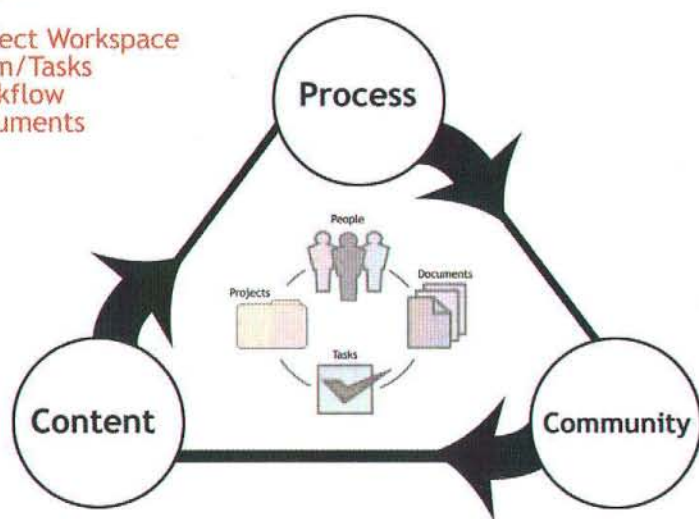 ect Workspace
m/Tasks
kflow
uments
Process
People
Projects
Documents
Tasks
Content
Community